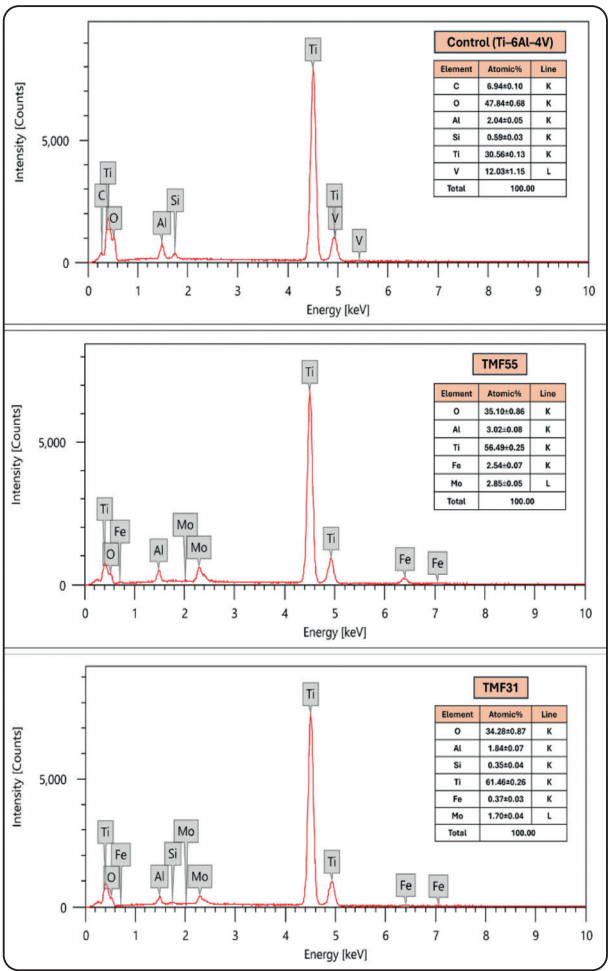 Control (Ti–6Al–4V)
Element Atomic% Line
C 6.94±0.10 K
O 47.84±0.68 K
Al 2.04±0.05 K
Si 0.59±0.03 K
Ti 30.56±0.13 K
V 12.03±1.15 L
Total 100.00
Intensity [Counts]
5,000
0
Ti
C
Ti
O
Al
Si
Ti
V
V
0 1 2 3 4 5 6 7 8 9 10
Energy [keV]
TMF55
Element Atomic% Line
O 35.10±0.86 K
Al 3.02±0.08 K
Ti 56.49±0.25 K
Fe 2.54±0.07 K
Mo 2.85±0.05 L
Total 100.00
Intensity [Counts]
5,000
0
Ti
Ti
O
Fe
Al
Mo
Mo
Ti
Fe
Fe
0 1 2 3 4 5 6 7 8 9 10
Energy [keV]
TMF31
Element Atomic% Line
O 34.28±0.87 K
Al 1.84±0.07 K
Si 0.35±0.04 K
Ti 61.46±0.26 K
Fe 0.37±0.03 K
Mo 1.70±0.04 L
Total 100.00
Intensity [Counts]
5,000
0
Ti
Ti
O
Fe
Al
Si
Mo
Mo
Ti
Fe
Fe
0 1 2 3 4 5 6 7 8 9 10
Energy [keV]